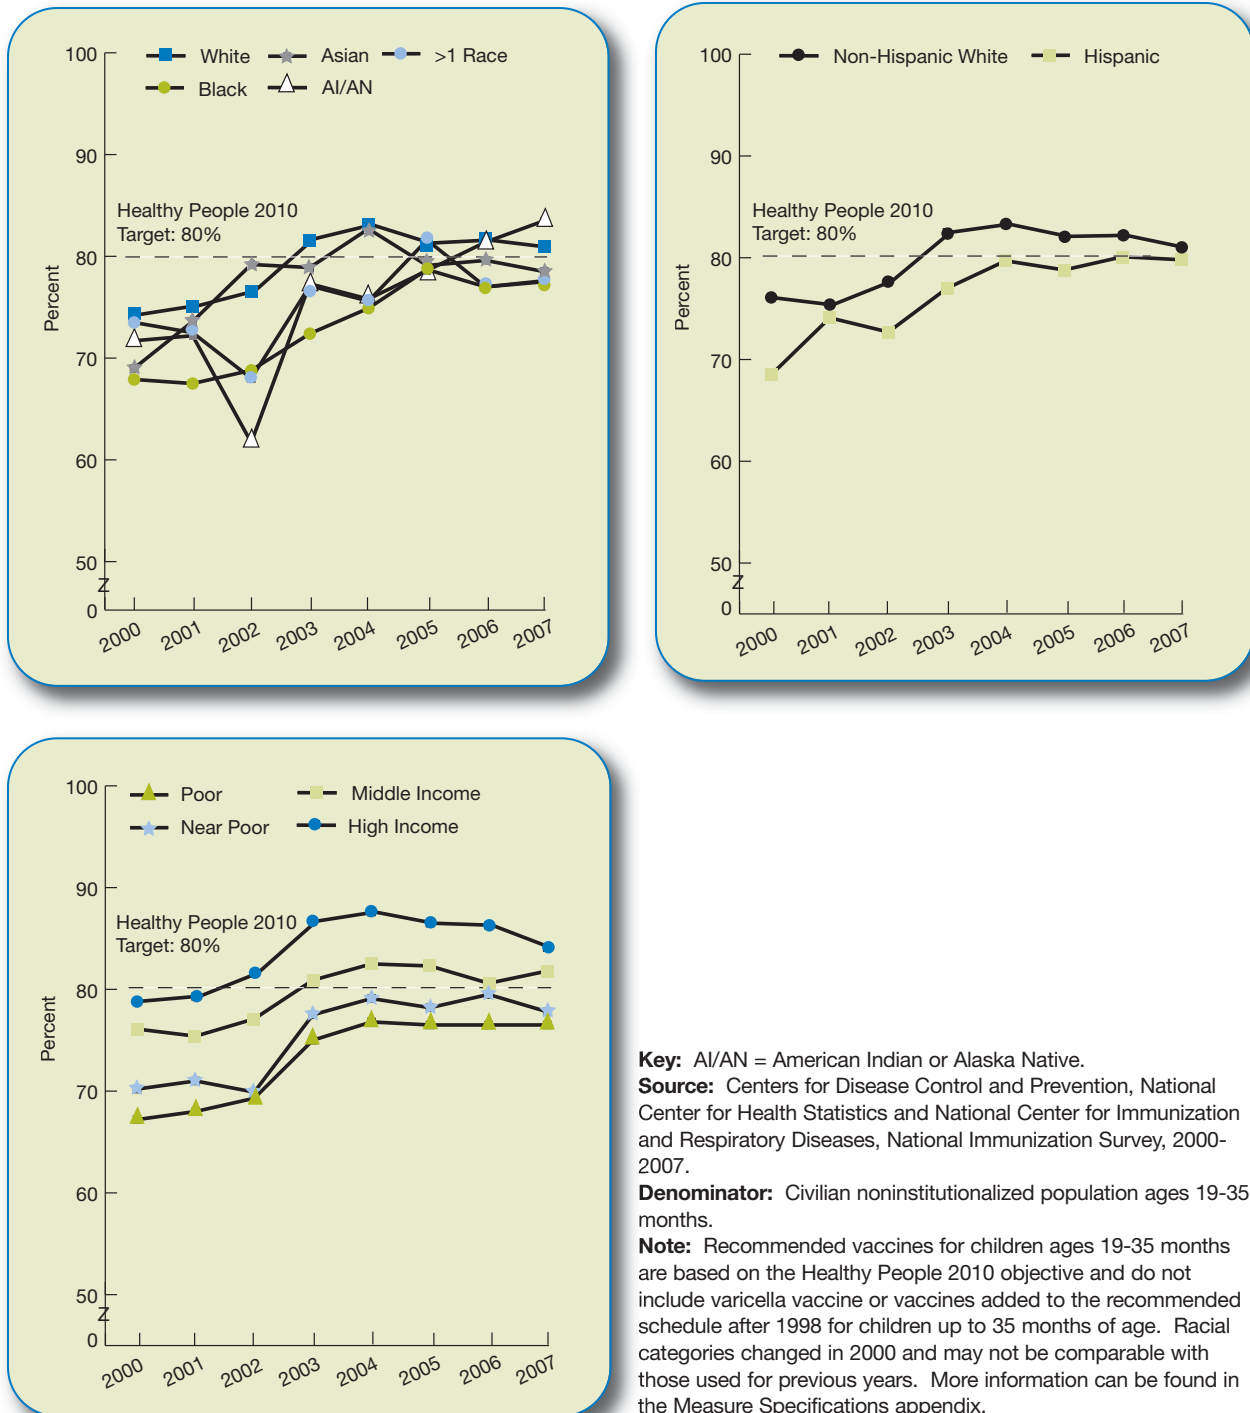 100
White
Asian
>1 Race
Black
AI/AN
90
Healthy People 2010
Target: 80%
80
Percent
70
60
50
Z
0
2000
2001
2002
2003
2004
2005
2006
2007
100
Non-Hispanic White
Hispanic
90
Healthy People 2010
Target: 80%
80
Percent
70
60
50
Z
0
2000
2001
2002
2003
2004
2005
2006
2007
100
Poor
Middle Income
Near Poor
High Income
90
Healthy People 2010
Target: 80%
80
Percent
70
60
50
Z
0
2000
2001
2002
2003
2004
2005
2006
2007
Key: AI/AN = American Indian or Alaska Native.
Source: Centers for Disease Control and Prevention, National
Center for Health Statistics and National Center for Immunization
and Respiratory Diseases, National Immunization Survey, 2000-
2007.
Denominator: Civilian noninstitutionalized population ages 19-35
months.
Note: Recommended vaccines for children ages 19-35 months
are based on the Healthy People 2010 objective and do not
include varicella vaccine or vaccines added to the recommended
schedule after 1998 for children up to 35 months of age. Racial
categories changed in 2000 and may not be comparable with
those used for previous years. More information can be found in
the Measure Specifications appendix.